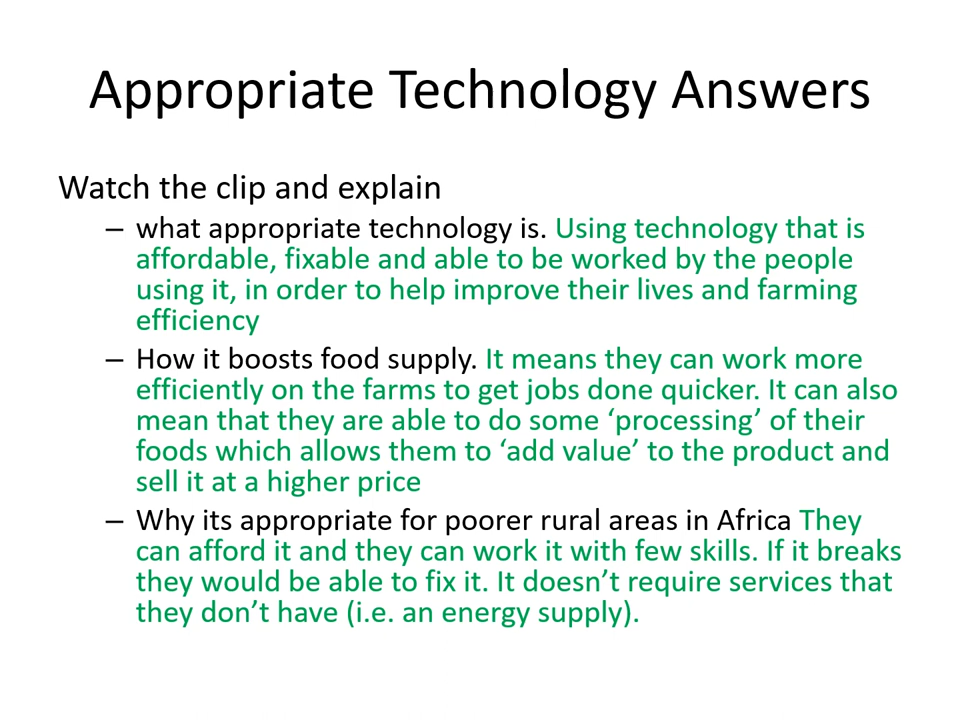 Appropriate Technology Answers
Watch the clip and explain
– what appropriate technology is. Using technology that is
affordable, fixable and able to be worked by the people
using it, in order to help improve their lives and farming
efficiency
– How it boosts food supply. It means they can work more
efficiently on the farms to get jobs done quicker. It can also
mean that they are able to do some ‘processing’ of their
foods which allows them to ‘add value’ to the product and
sell it at a higher price
– Why its appropriate for poorer rural areas in Africa They
can afford it and they can work it with few skills. If it breaks
they would be able to fix it. It doesn’t require services that
they don’t have (i.e. an energy supply).